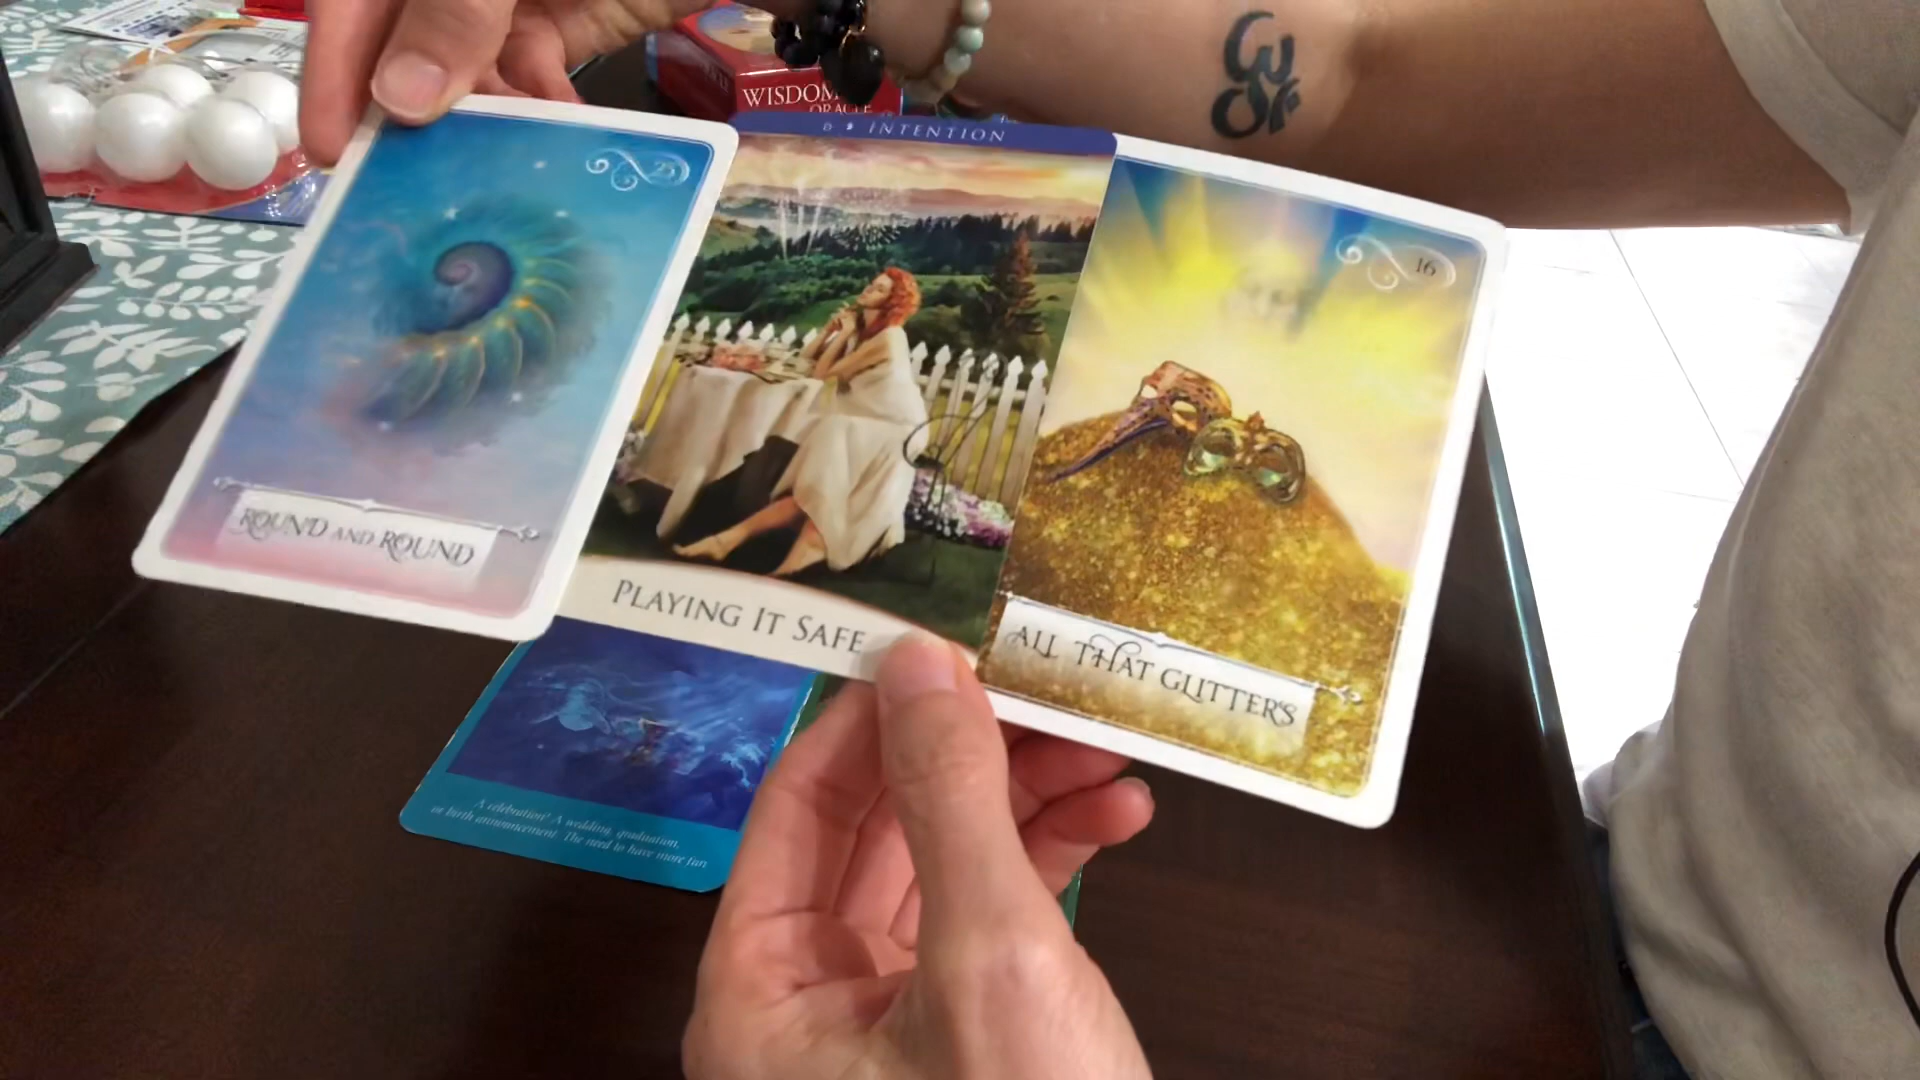 WISDOM
ORACLE
INTENTION
25
16
ROUND AND ROUND
PLAYING IT SAFE
ALL THAT GLITTERS
A celebration! A wedding, graduation,
or birth announcement. The need to have more fun